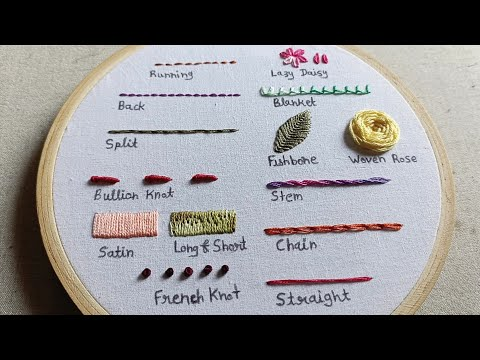 Running
Lazy Daisy
Back
Blanket
Split
Fishbone
Woven Rose
Bullion Knot
Stem
Satin
Long & Short
Chain
French Knot
Straight